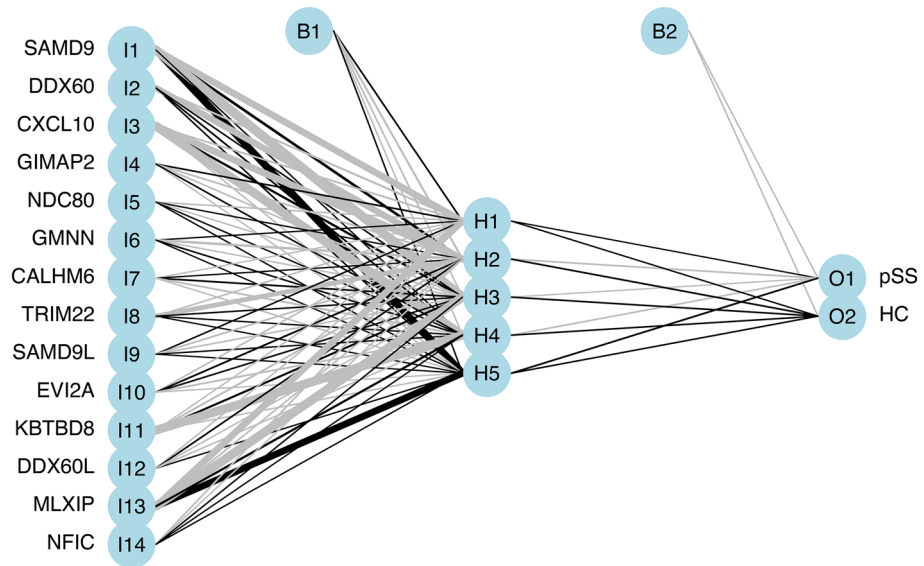 B1 B2
SAMD9 I1
DDX60 I2
CXCL10 I3
GIMAP2 I4
NDC80 I5
GMNN I6
CALHM6 I7
TRIM22 I8
SAMD9L I9
EVI2A I10
KBTBD8 I11
DDX60L I12
MLXIP I13
NFIC I14
H1
H2
H3
H4
H5
O1 pSS
O2 HC